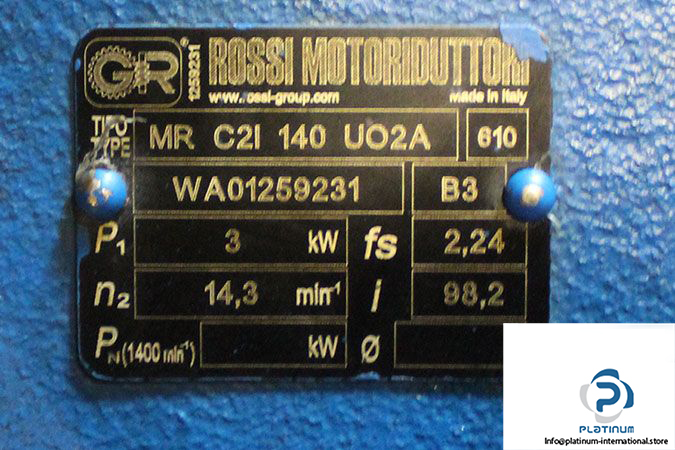 GR ® 1259231 ROSSI MOTORIDUTTORI
www.rossi-group.com made in Italy
TIPO
TYPE MR C2I 140 UO2A 610
WA01259231 B3
P1 3 kW fs 2,24
n2 14,3 min-1 i 98,2
PN (1400 min-1) kW Ø
P
PLATINUM
Info@platinum-international.store